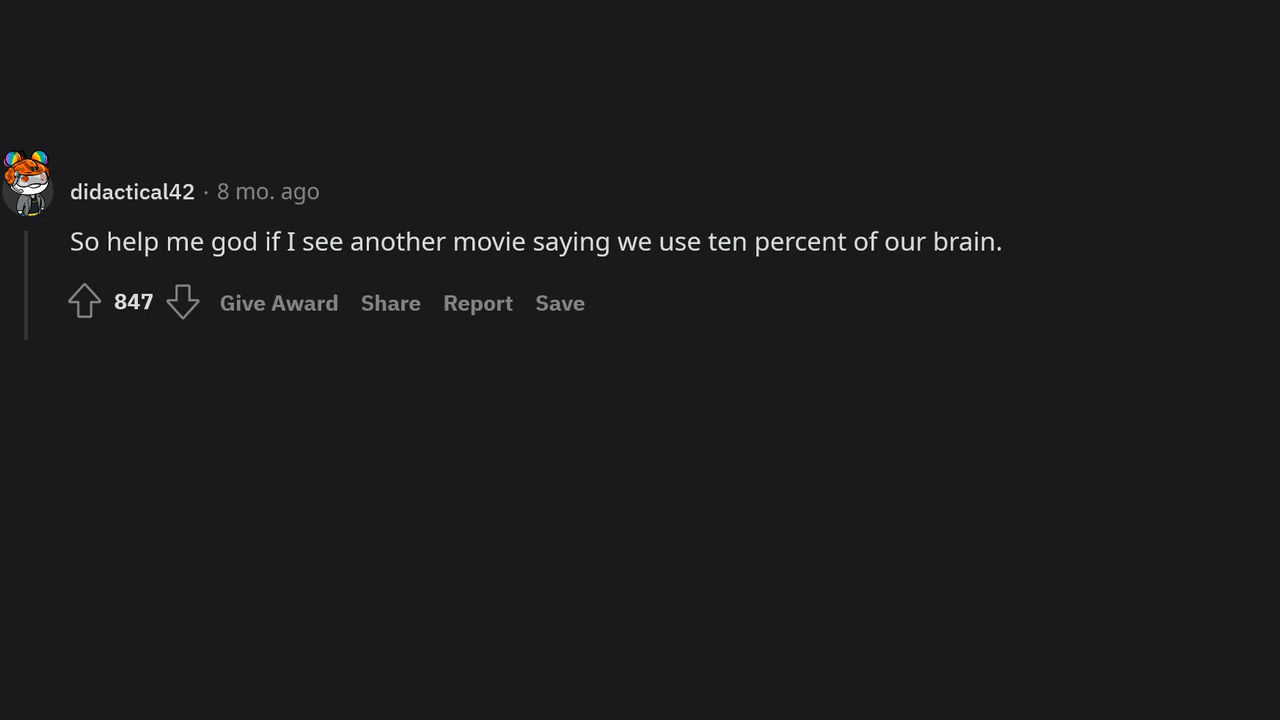 didactical42 · 8 mo. ago
So help me god if I see another movie saying we use ten percent of our brain.
847 Give Award Share Report Save